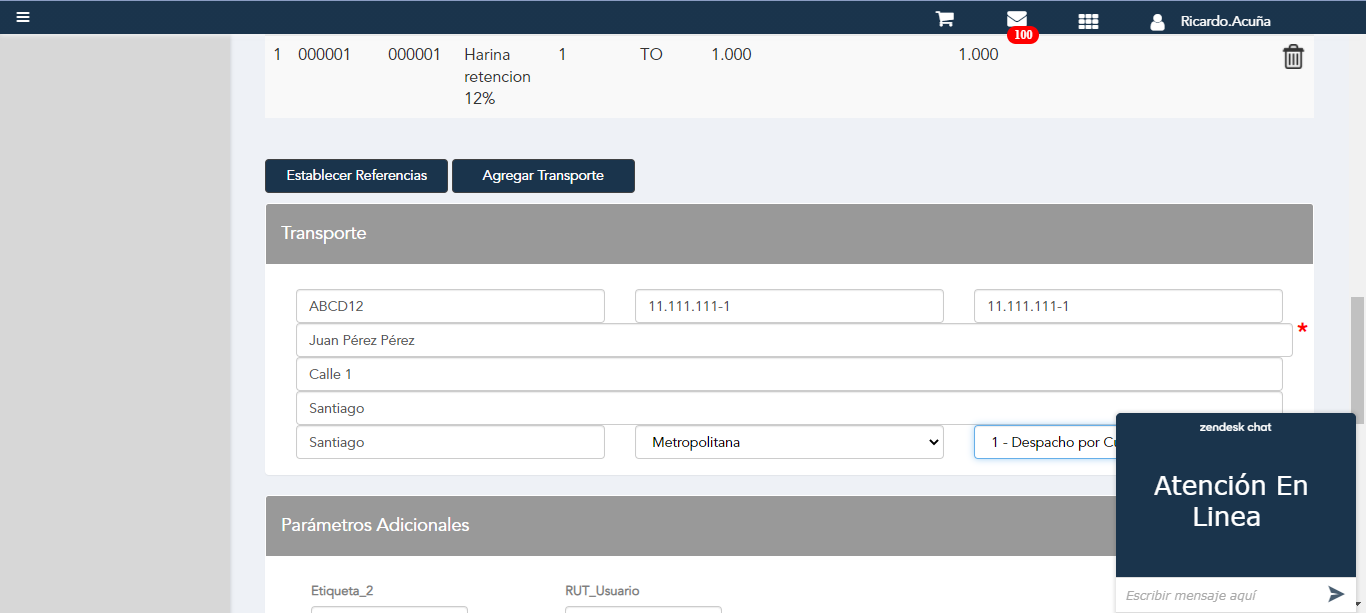 Ricardo.Acuña
100
1 000001 000001 Harina 1 TO 1.000 1.000
retencion
12%
Establecer Referencias Agregar Transporte
Transporte
ABCD12 11.111.111-1 11.111.111-1
*
Juan Pérez Pérez
Calle 1
Santiago
Santiago Metropolitana 1 - Despacho por Cu
zendesk chat
Atención En
Linea
Parámetros Adicionales
Etiqueta_2 RUT_Usuario
Escribir mensaje aquí